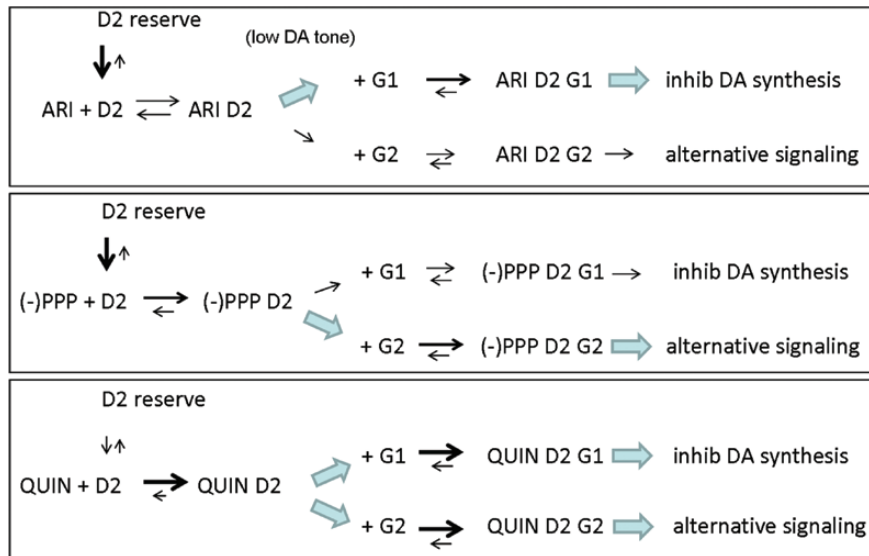 D2 reserve
(low DA tone)
+ G1 ARI D2 G1 inhib DA synthesis
ARI + D2 ARI D2
+ G2 ARI D2 G2 alternative signaling
D2 reserve
+ G1 (-)PPP D2 G1 inhib DA synthesis
(-)PPP + D2 (-)PPP D2
+ G2 (-)PPP D2 G2 alternative signaling
D2 reserve
+ G1 QUIN D2 G1 inhib DA synthesis
QUIN + D2 QUIN D2
+ G2 QUIN D2 G2 alternative signaling